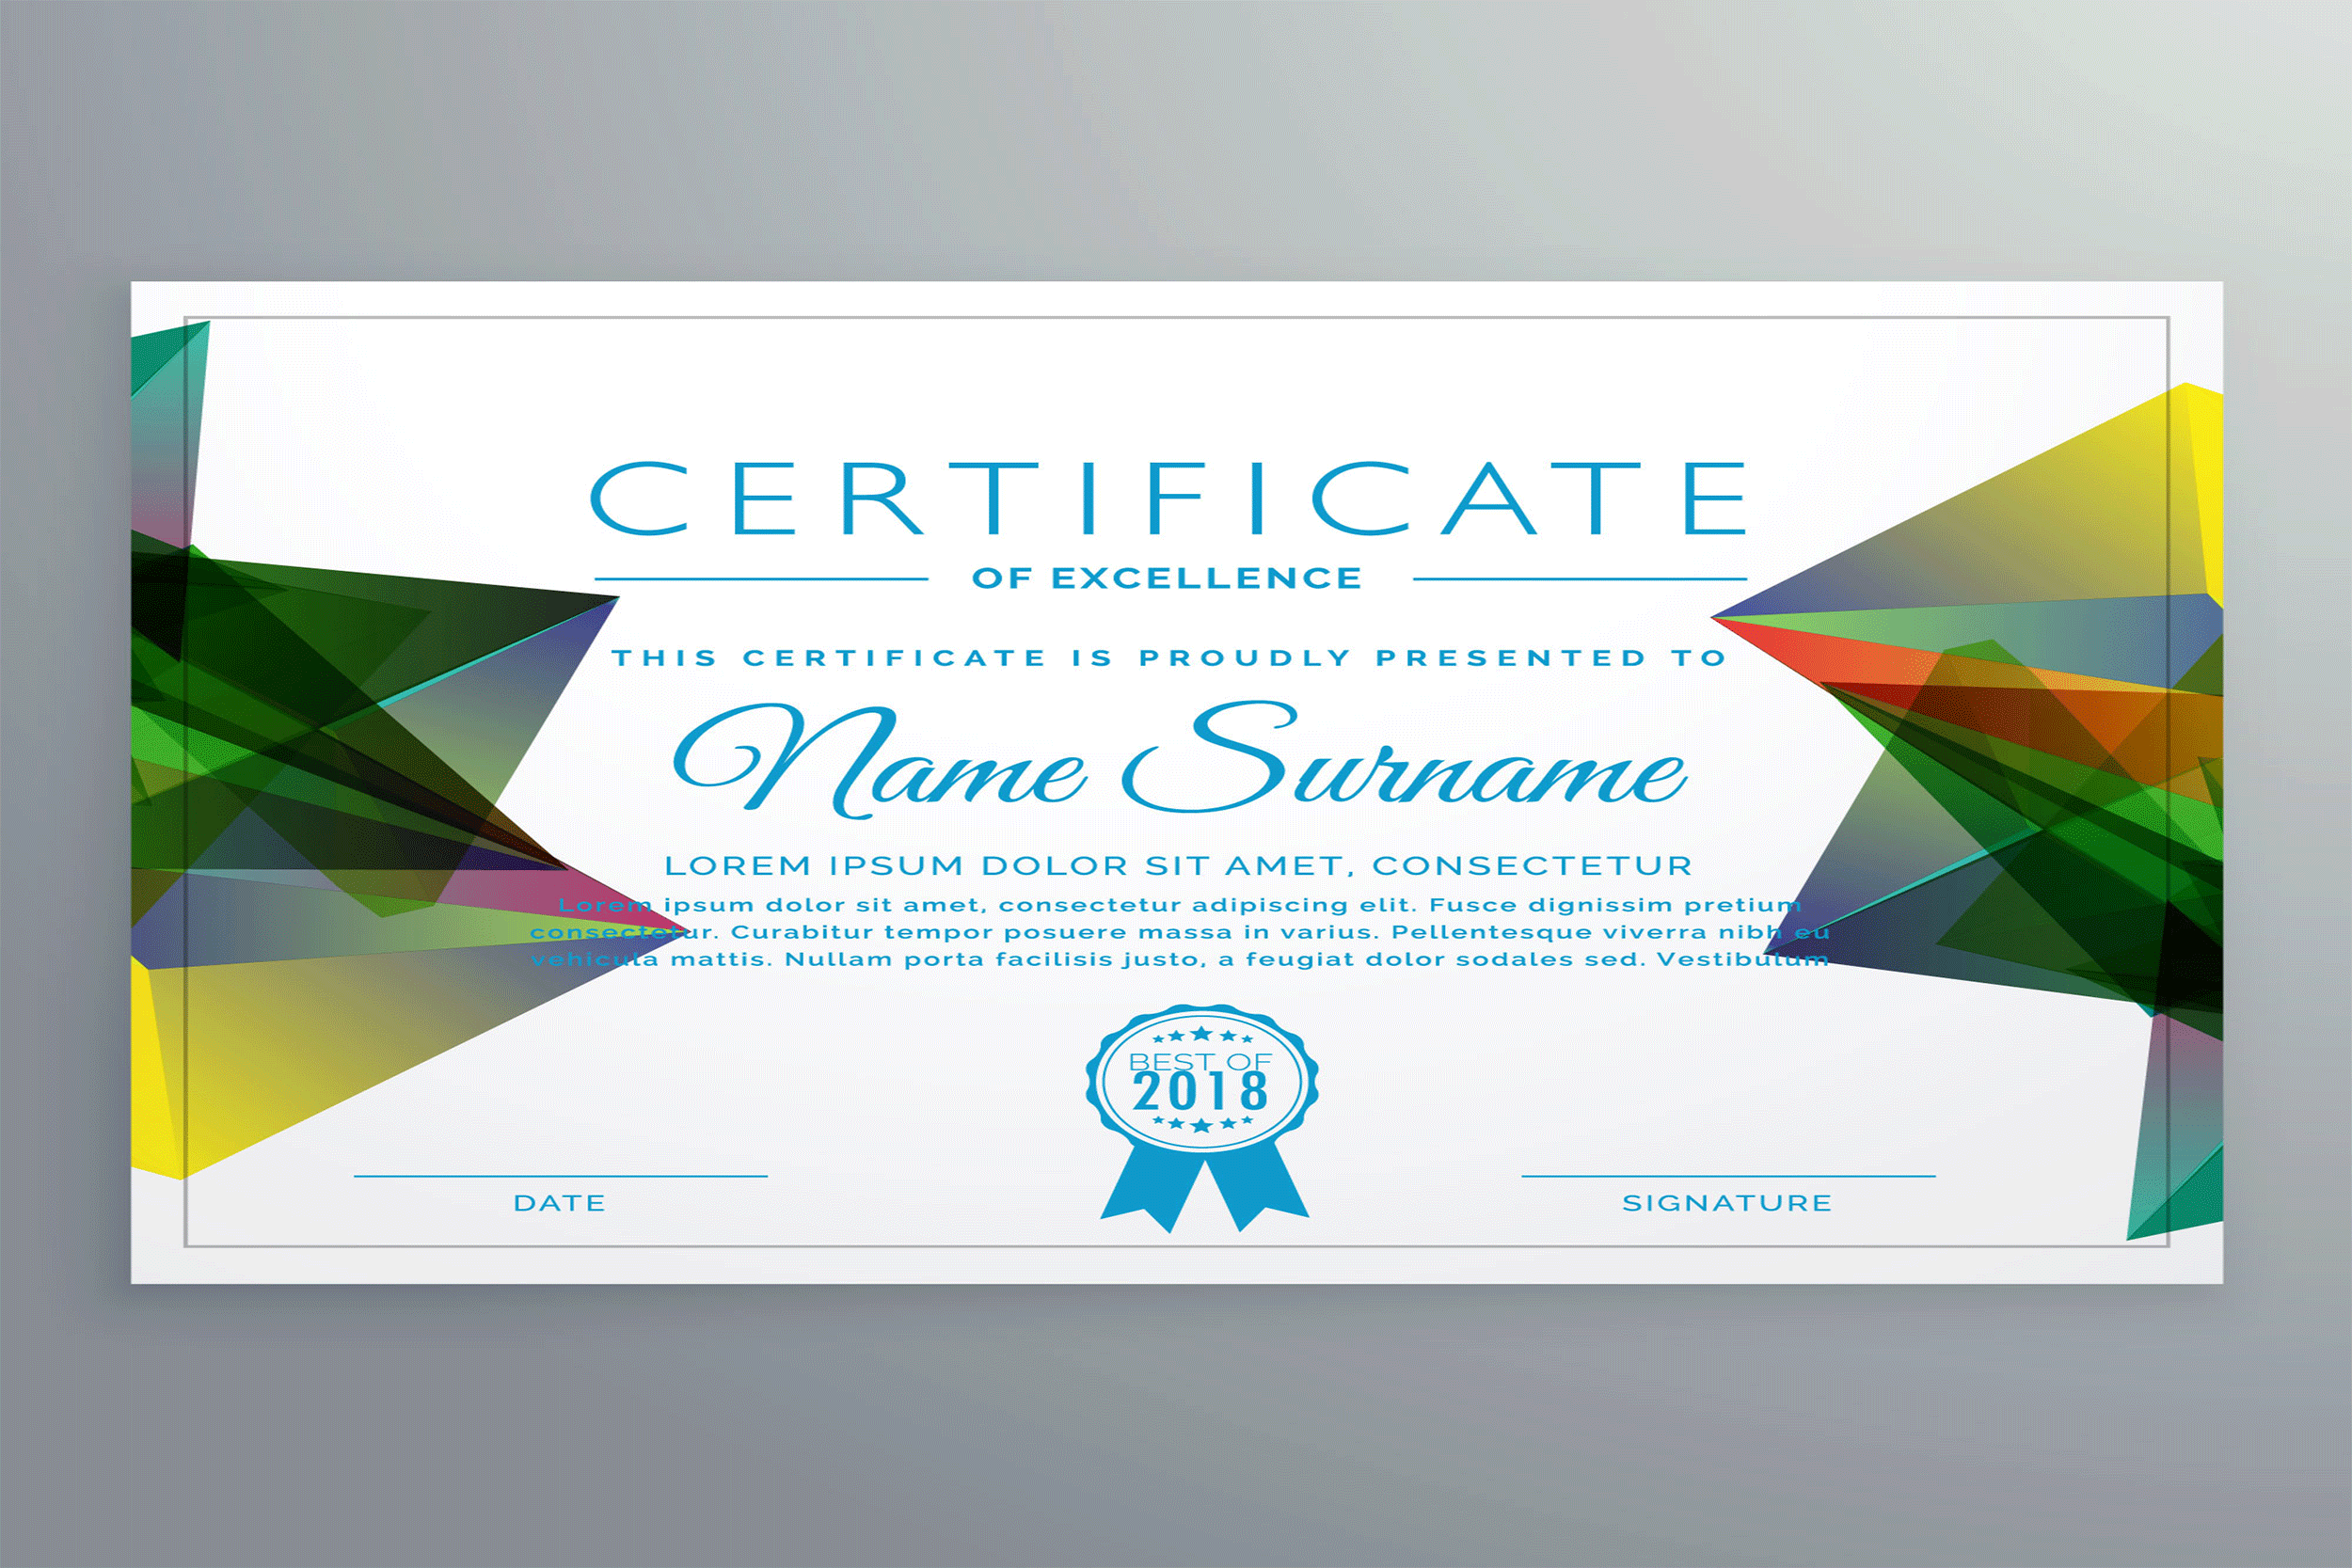 CERTIFICATE
OF EXCELLENCE
THIS CERTIFICATE IS PROUDLY PRESENTED TO
Name Surname
LOREM IPSUM DOLOR SIT AMET, CONSECTETUR
Lorem ipsum dolor sit amet, consectetur adipiscing elit. Fusce dignissim pretium
consectetur. Curabitur tempor posuere massa in varius. Pellentesque viverra nibh eu
vehicula mattis. Nullam porta facilisis justo, a feugiat dolor sodales sed. Vestibulum
BEST OF
2018
DATE
SIGNATURE